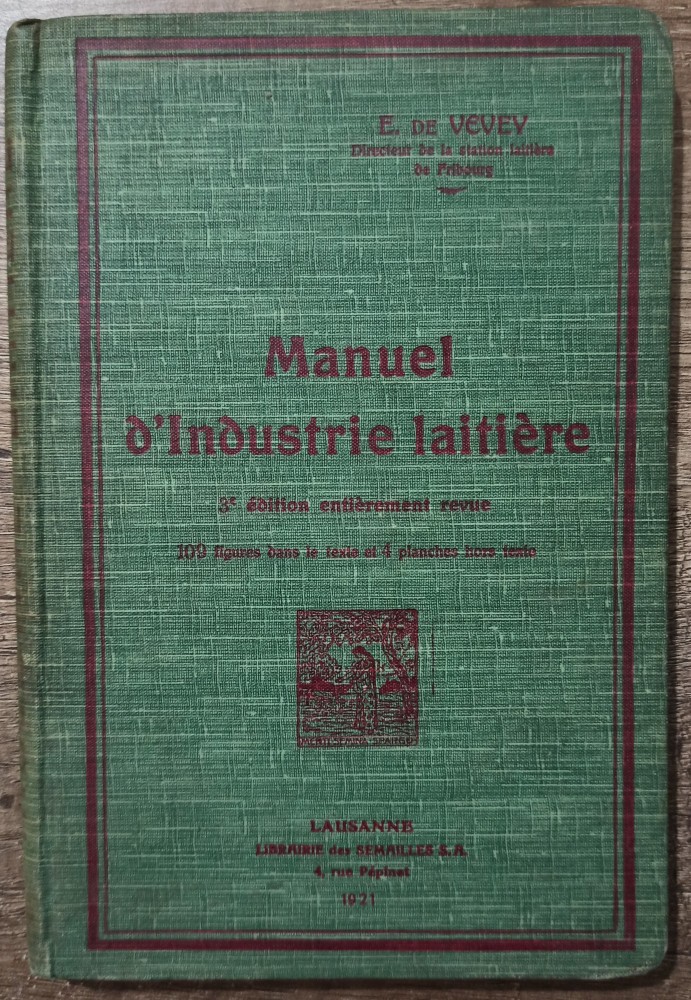 E. DE VEVEY
Directeur de la station laitière
de Fribourg
Manuel
d'Industrie laitière
3e édition entièrement revue
109 figures dans le texte et 4 planches hors texte
LAUSANNE
LIBRAIRIE des SEMAILLES S. A.
4, rue Pépinet
1921